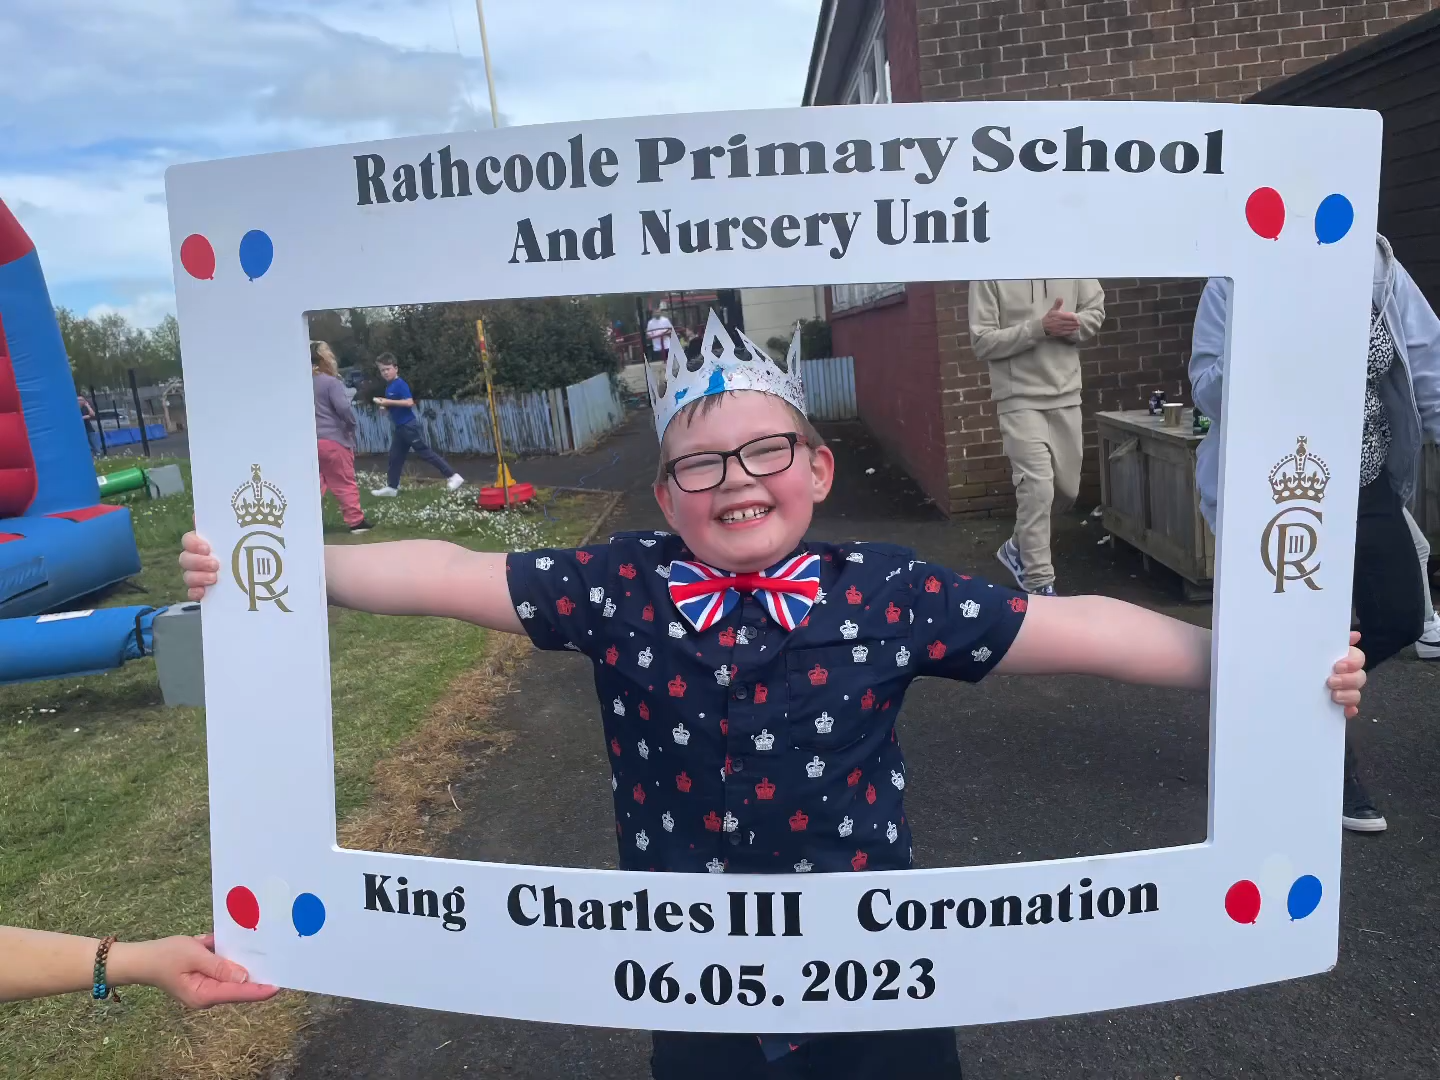 Rathcoole Primary School
And Nursery Unit
CR III
CR III
King Charles III Coronation
06.05. 2023